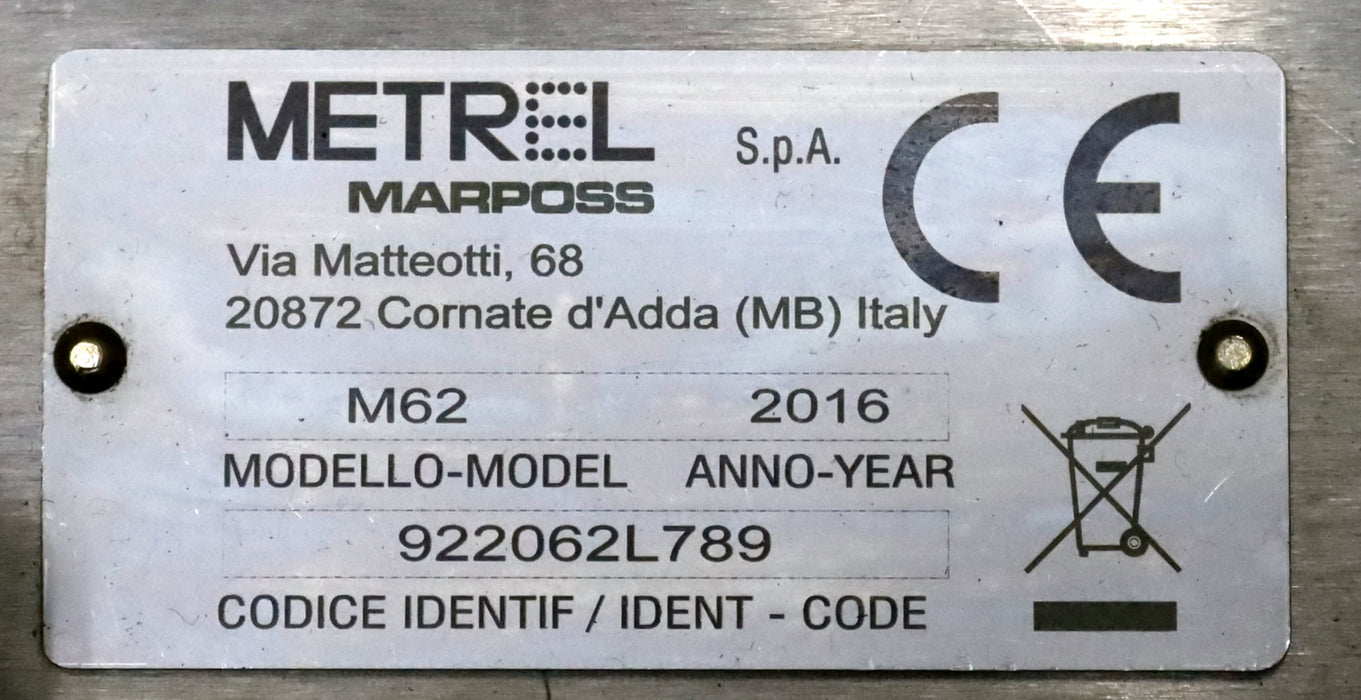 METREL S.p.A. CE
MARPOSS
Via Matteotti, 68
20872 Cornate d'Adda (MB) Italy
M62 2016
MODELLO-MODEL ANNO-YEAR
922062L789
CODICE IDENTIF / IDENT - CODE